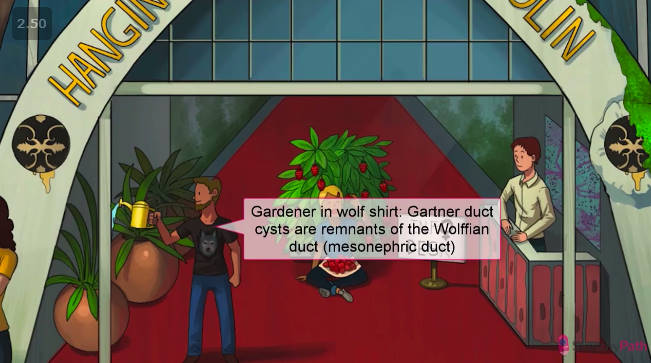 2.50
HANGIN
OLIN
Gardener in wolf shirt: Gartner duct
cysts are remnants of the Wolffian
duct (mesonephric duct)